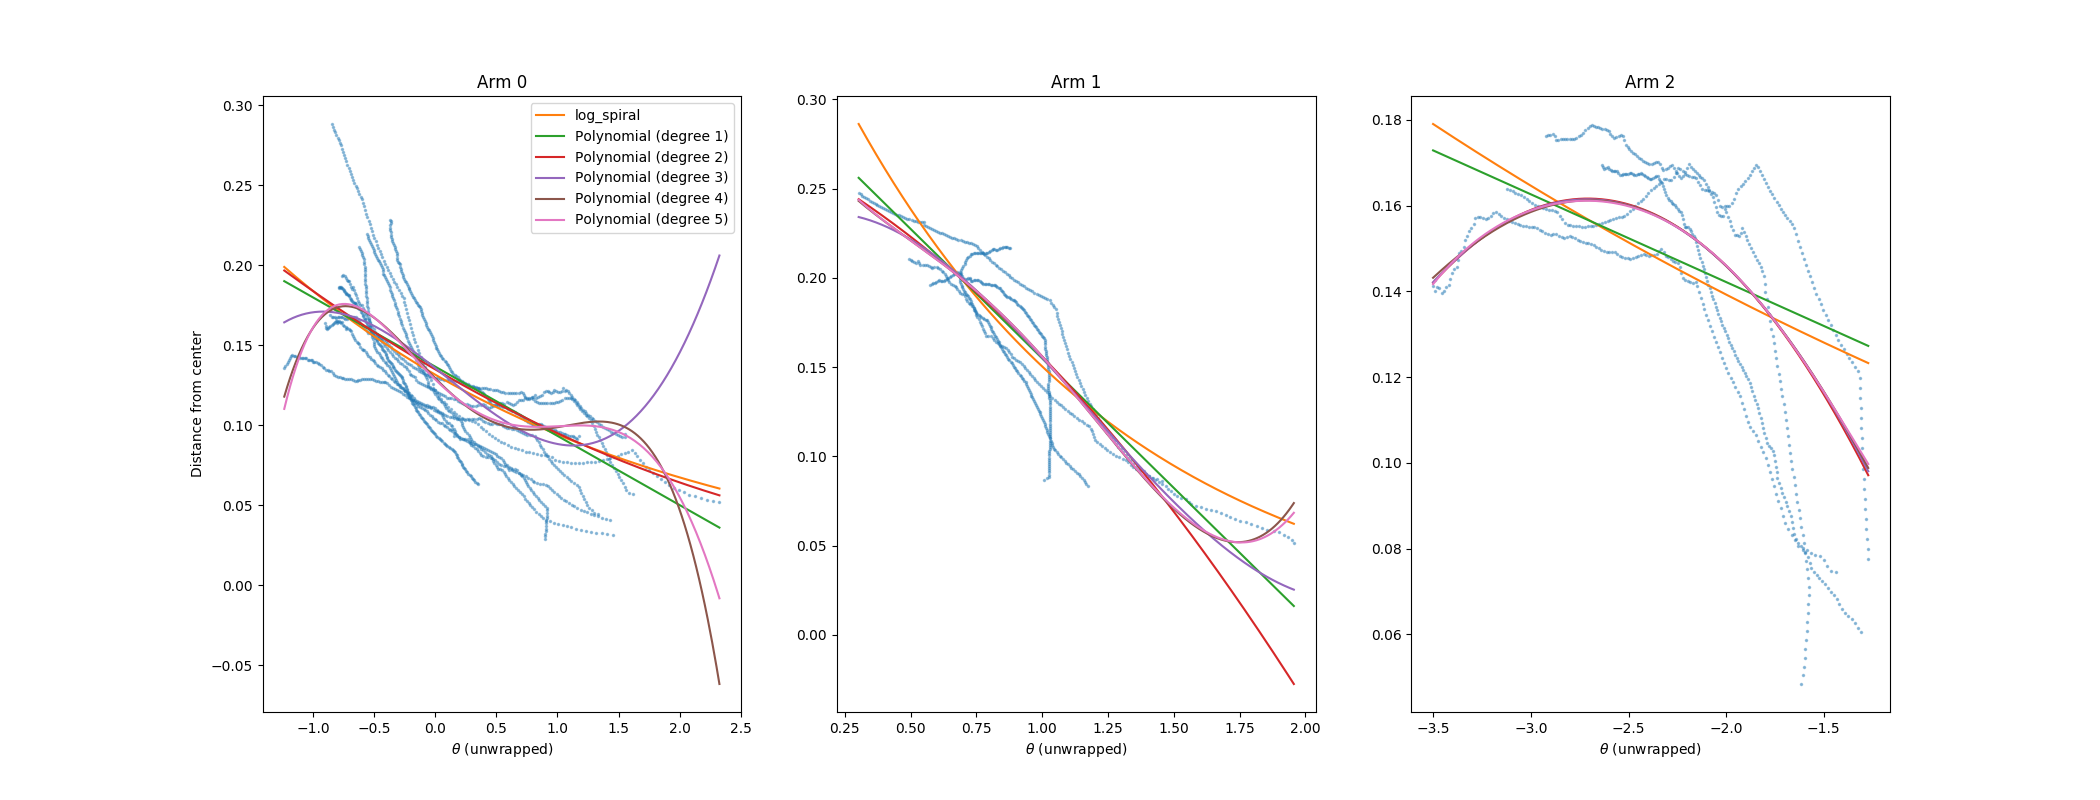 Arm 0
Arm 1
Arm 2
log_spiral
Polynomial (degree 1)
Polynomial (degree 2)
Polynomial (degree 3)
Polynomial (degree 4)
Polynomial (degree 5)
Distance from center
0.30
0.25
0.20
0.15
0.10
0.05
0.00
−0.05
−1.0 −0.5 0.0 0.5 1.0 1.5 2.0 2.5
θ (unwrapped)
0.30
0.25
0.20
0.15
0.10
0.05
0.00
0.25 0.50 0.75 1.00 1.25 1.50 1.75 2.00
θ (unwrapped)
0.18
0.16
0.14
0.12
0.10
0.08
0.06
−3.5 −3.0 −2.5 −2.0 −1.5
θ (unwrapped)